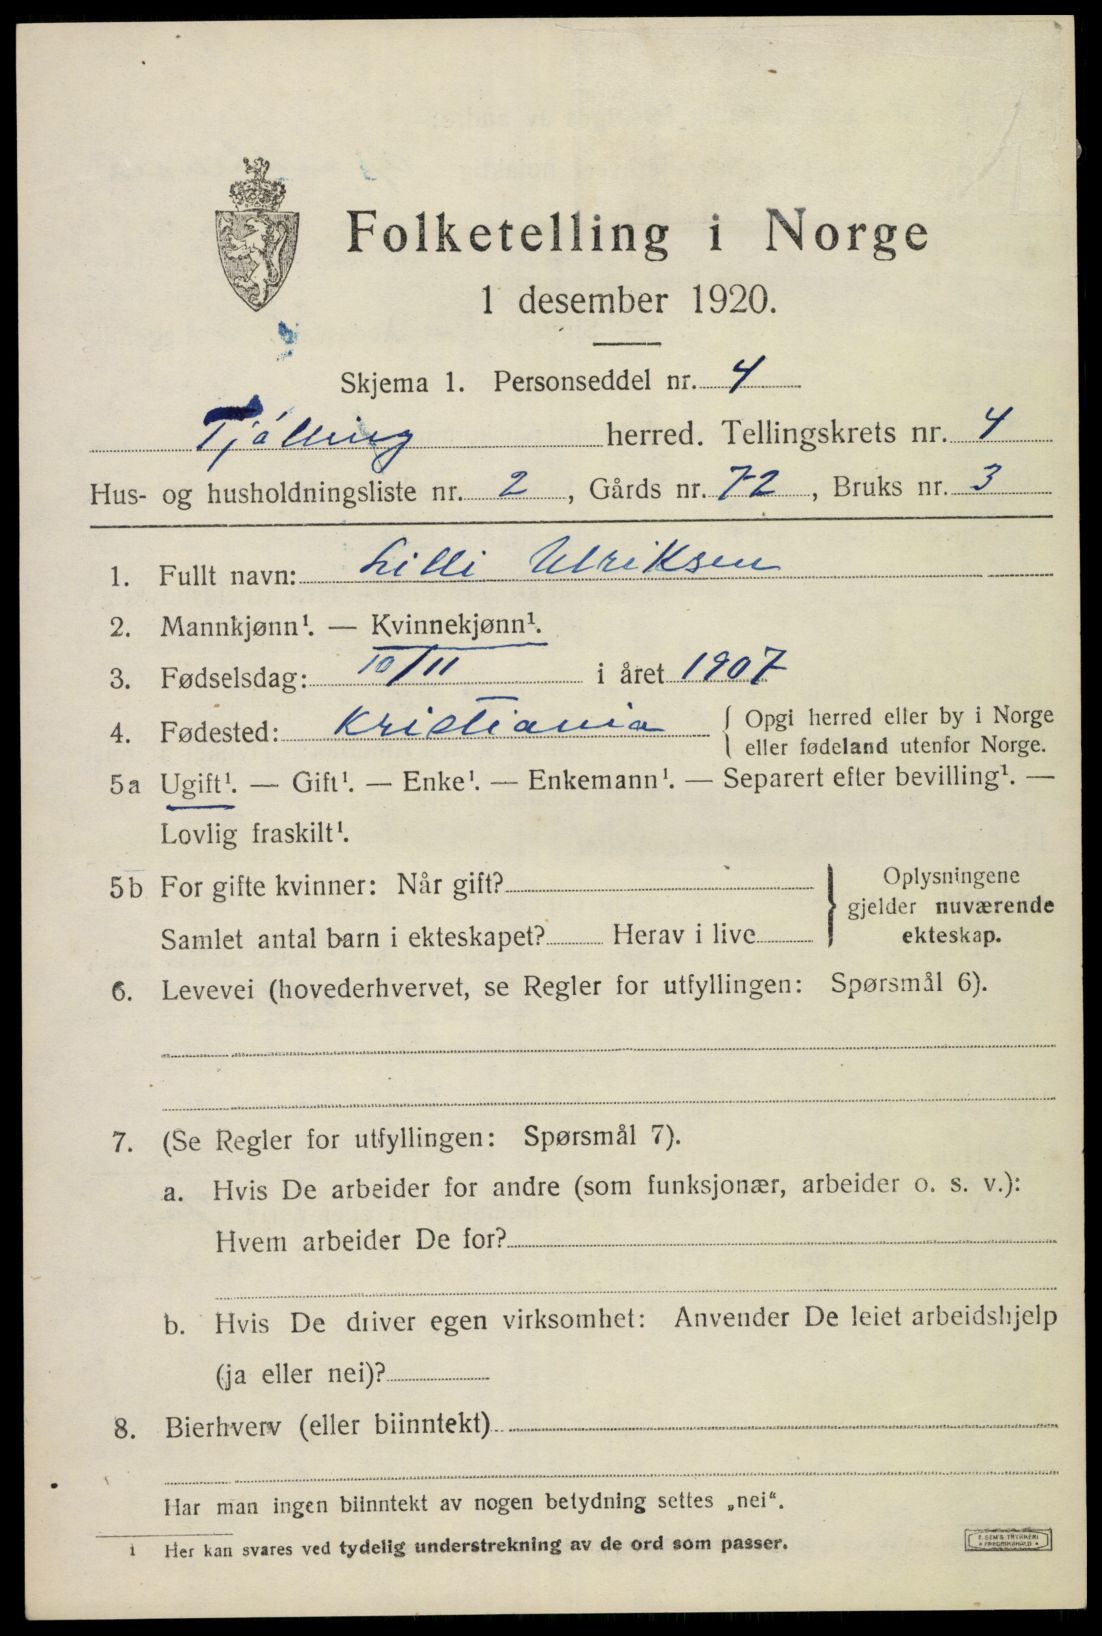 Folketelling i Norge
1 desember 1920.
Skjema 1. Personseddel nr. 4
Tjølling herred. Tellingskrets nr. 4
Hus- og husholdningsliste nr. 2, Gårds nr. 72, Bruks nr. 3
1. Fullt navn: Lilli Ulriksen
2. Mannkjønn¹. — Kvinnekjønn¹.
3. Fødselsdag: 10/11 i året 1907
4. Fødested: Kristiania { Opgi herred eller by i Norge
eller fødeland utenfor Norge.
5a Ugift¹. — Gift¹. — Enke¹. — Enkemann¹. — Separert efter bevilling¹. —
Lovlig fraskilt¹.
5b For gifte kvinner: Når gift? } Oplysningene
gjelder nuværende
Samlet antal barn i ekteskapet? Herav i live ekteskap.
6. Levevei (hovederhvervet, se Regler for utfyllingen: Spørsmål 6).
7. (Se Regler for utfyllingen: Spørsmål 7).
a. Hvis De arbeider for andre (som funksjonær, arbeider o. s. v.):
Hvem arbeider De for?
b. Hvis De driver egen virksomhet: Anvender De leiet arbeidshjelp
(ja eller nei)?
8. Bierhverv (eller biinntekt)
Har man ingen biinntekt av nogen betydning settes „nei“.
1 Her kan svares ved tydelig understrekning av de ord som passer.
E. SEM'S TRYKKERI
FREDRIKSHALD